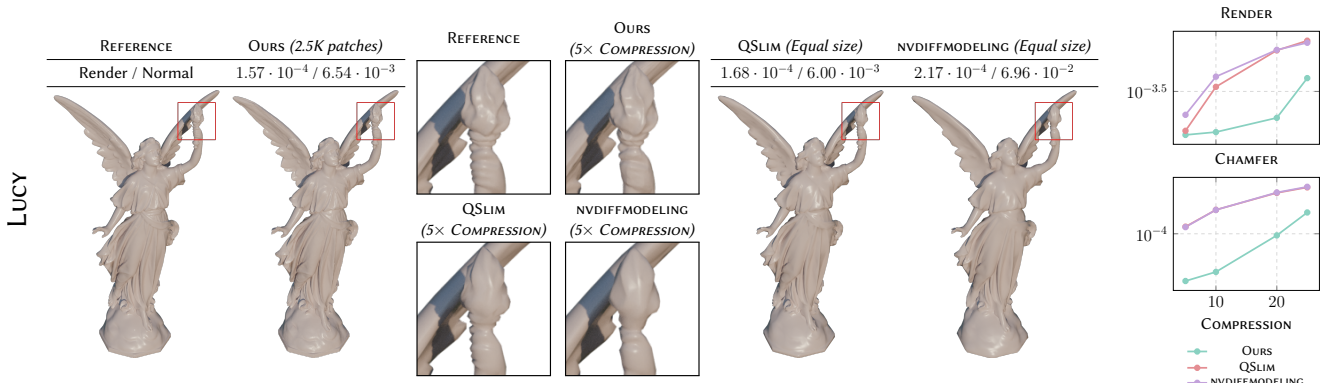 LUCY
REFERENCE
OURS (2.5K patches)
Render / Normal
1.57 · 10⁻⁴ / 6.54 · 10⁻³
REFERENCE
OURS
(5× COMPRESSION)
QSLIM
(5× COMPRESSION)
NVDIFFMODELING
(5× COMPRESSION)
QSLIM (Equal size)
NVDIFFMODELING (Equal size)
1.68 · 10⁻⁴ / 6.00 · 10⁻³
2.17 · 10⁻⁴ / 6.96 · 10⁻²
RENDER
10⁻³·⁵
CHAMFER
10⁻⁴
10
20
COMPRESSION
OURS
QSLIM
NVDIFFMODELING